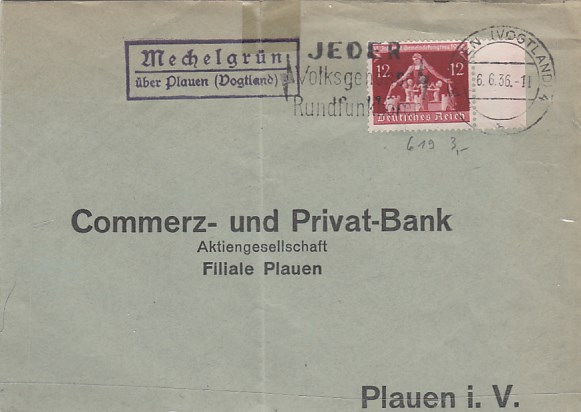 Mechelgrün
über Plauen (Vogtland)
JEDER
Volksgen
Rundfunk
12 12
Deutsches Reich
EN (VOGTLAND)
6.6.36.-11
619 3,-
Commerz- und Privat-Bank
Aktiengesellschaft
Filiale Plauen
Plauen i. V.